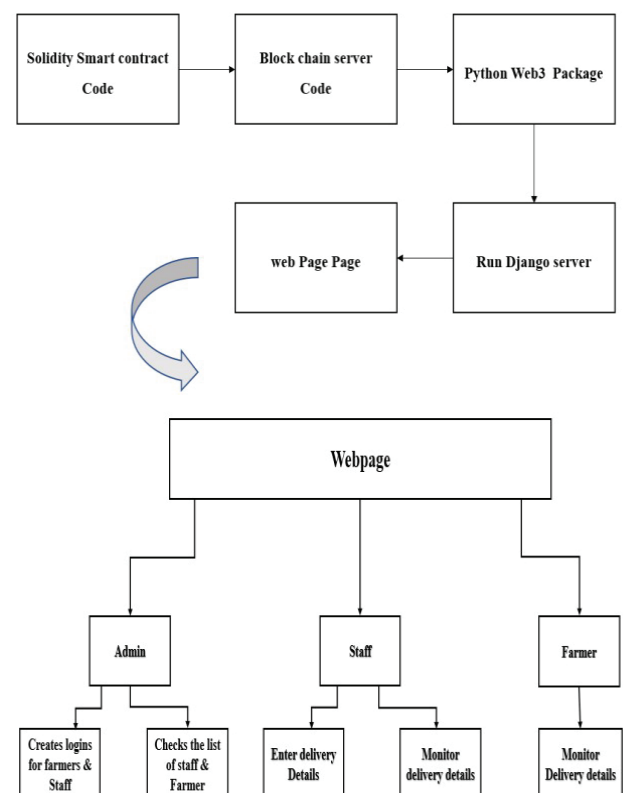 Solidity Smart contract
Code
Block chain server
Code
Python Web3 Package
web Page Page
Run Django server
Webpage
Admin
Staff
Farmer
Creates logins
for farmers &
Staff
Checks the list
of staff &
Farmer
Enter delivery
Details
Monitor
delivery details
Monitor
Delivery details